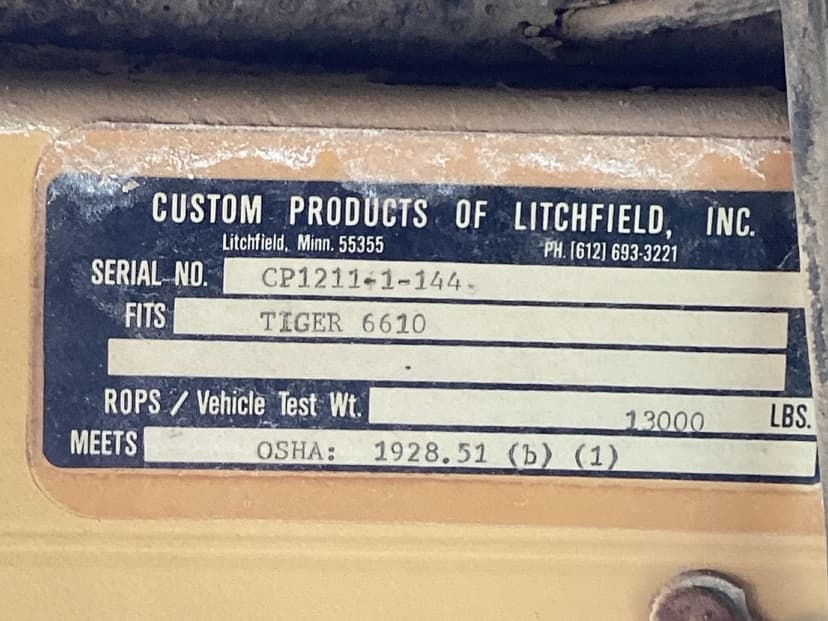 CUSTOM PRODUCTS OF LITCHFIELD, INC.
Litchfield, Minn. 55355 PH. (612) 693-3221
SERIAL NO. CP1211-1-144
FITS TIGER 6610
ROPS / Vehicle Test Wt. 13000 LBS.
MEETS OSHA: 1928.51 (b) (1)